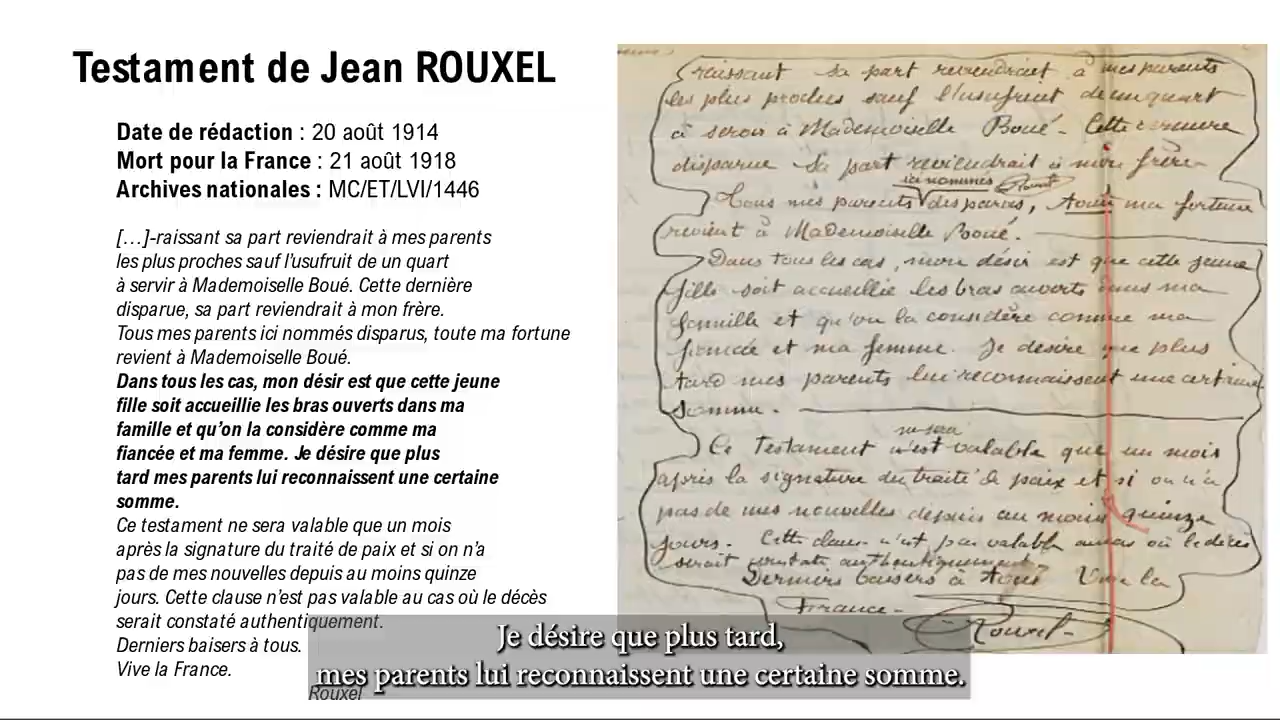 Testament de Jean ROUXEL
Date de rédaction : 20 août 1914
Mort pour la France : 21 août 1918
Archives nationales : MC/ET/LVI/1446
[…]-raissant sa part reviendrait à mes parents
les plus proches sauf l'usufruit de un quart
à servir à Mademoiselle Boué. Cette dernière
disparue, sa part reviendrait à mon frère.
Tous mes parents ici nommés disparus, toute ma fortune
revient à Mademoiselle Boué.
Dans tous les cas, mon désir est que cette jeune
fille soit accueillie les bras ouverts dans ma
famille et qu'on la considère comme ma
fiancée et ma femme. Je désire que plus
tard mes parents lui reconnaissent une certaine
somme.
Ce testament ne sera valable que un mois
après la signature du traité de paix et si on n'a
pas de mes nouvelles depuis au moins quinze
jours. Cette clause n'est pas valable au cas où le décès
serait constaté authentiquement.
Derniers baisers à tous.
Vive la France.
Rouxel
raissant sa part reviendrait à mes parents
les plus proches sauf l'usufruit de un quart
à servir à Mademoiselle Boué - Cette dernière
disparue sa part reviendrait à mon frère
ici nommés Rouxel
Tous mes parents disparus, toute ma fortune
revient à Mademoiselle Boué.
Dans tous les cas, mon désir est que cette jeune
fille soit accueillie les bras ouverts dans ma
famille et qu'on la considère comme ma
fiancée et ma femme. Je desire que plus
tard mes parents lui reconnaissent une certaine
somme.
ne sera
Ce Testament n'est valable que un mois
après la signature du traité de paix et si on n'a
pas de mes nouvelles depuis au moins quinze
jours. Cette clause n'est pas valable au cas où le décès
serait constaté authentiquement
Derniers baisers à Tous Vive la
France -
Rouxel
Je désire que plus tard,
mes parents lui reconnaissent une certaine somme.